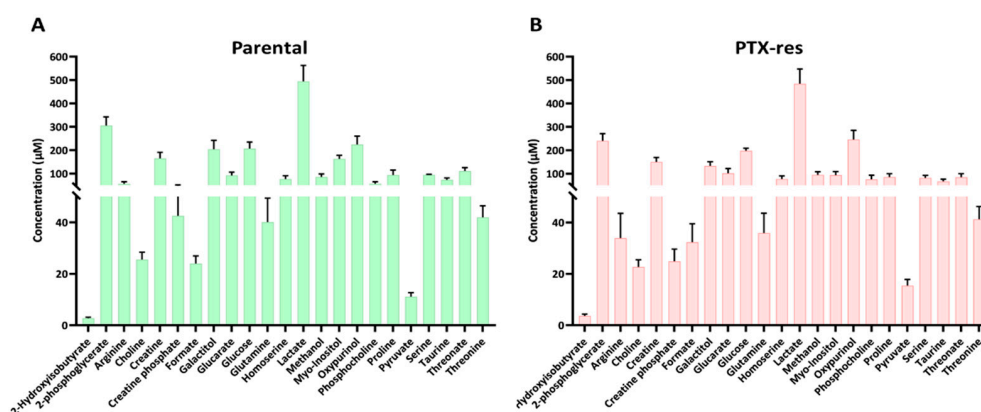 A
Parental
Concentration (µM)
600
500
400
300
200
100
40
20
0
2-Hydroxyisobutyrate
2-phosphoglycerate
Arginine
Choline
Creatine
Creatine phosphate
Formate
Galactitol
Glucarate
Glucose
Glutamine
Homoserine
Lactate
Methanol
Myo-Inositol
Oxypurinol
Phosphocholine
Proline
Pyruvate
Serine
Taurine
Threonate
Threonine
B
PTX-res
Concentration (µM)
600
500
400
300
200
100
40
20
0
Hydroxyisobutyrate
2-phosphoglycerate
Arginine
Choline
Creatine
Creatine phosphate
Formate
Galactitol
Glucarate
Glucose
Glutamine
Homoserine
Lactate
Methanol
Myo-Inositol
Oxypurinol
Phosphocholine
Proline
Pyruvate
Serine
Taurine
Threonate
Threonine